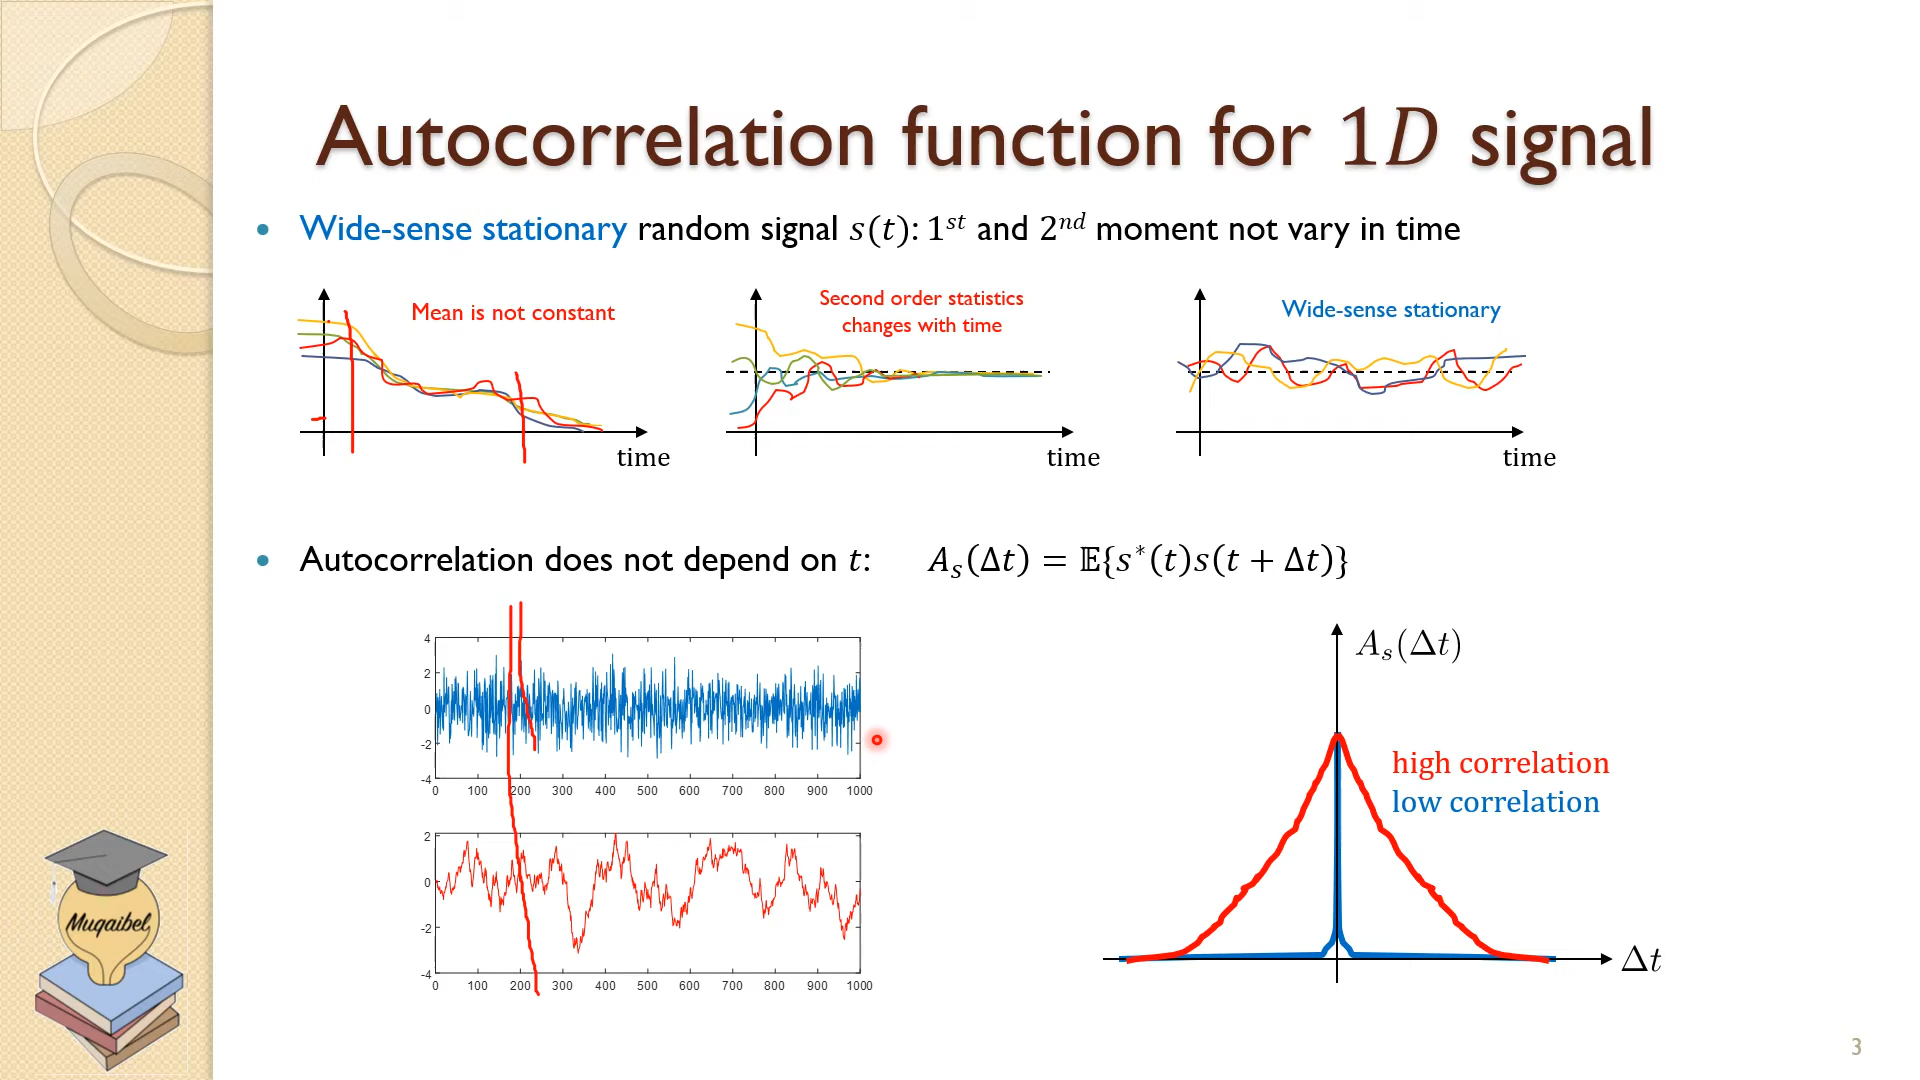 Autocorrelation function for 1D signal
• Wide-sense stationary random signal s(t): 1ˢᵗ and 2ⁿᵈ moment not vary in time
Mean is not constant
time
Second order statistics
changes with time
time
Wide-sense stationary
time
• Autocorrelation does not depend on t: Aₛ(Δt) = 𝔼{s*(t)s(t + Δt)}
4
2
0
-2
-4
0 100 200 300 400 500 600 700 800 900 1000
2
0
-2
-4
0 100 200 300 400 500 600 700 800 900 1000
Aₛ(Δt)
high correlation
low correlation
Δt
Muqaibel
3